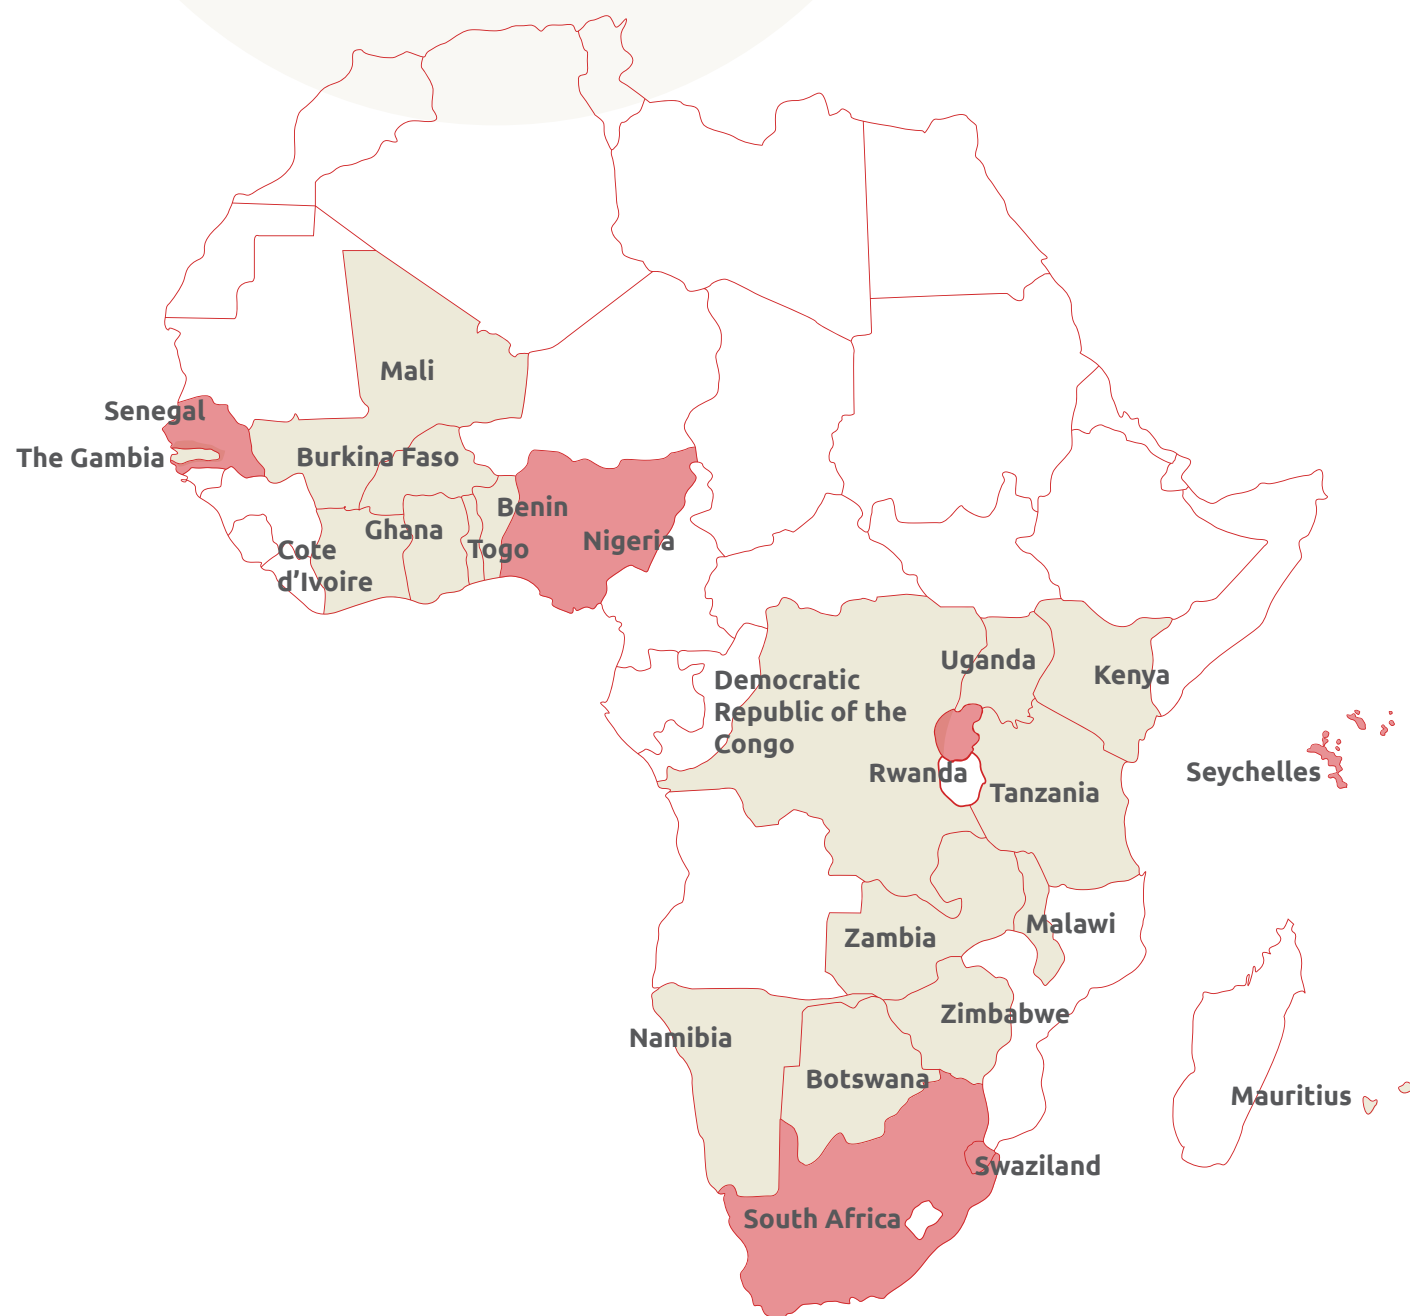 Mali
Senegal
The Gambia
Burkina Faso
Benin
Ghana
Nigeria
Togo
Cote
d’Ivoire
Uganda
Kenya
Democratic
Republic of the
Congo
Rwanda
Seychelles
Tanzania
Malawi
Zambia
Zimbabwe
Namibia
Botswana
Mauritius
Swaziland
South Africa